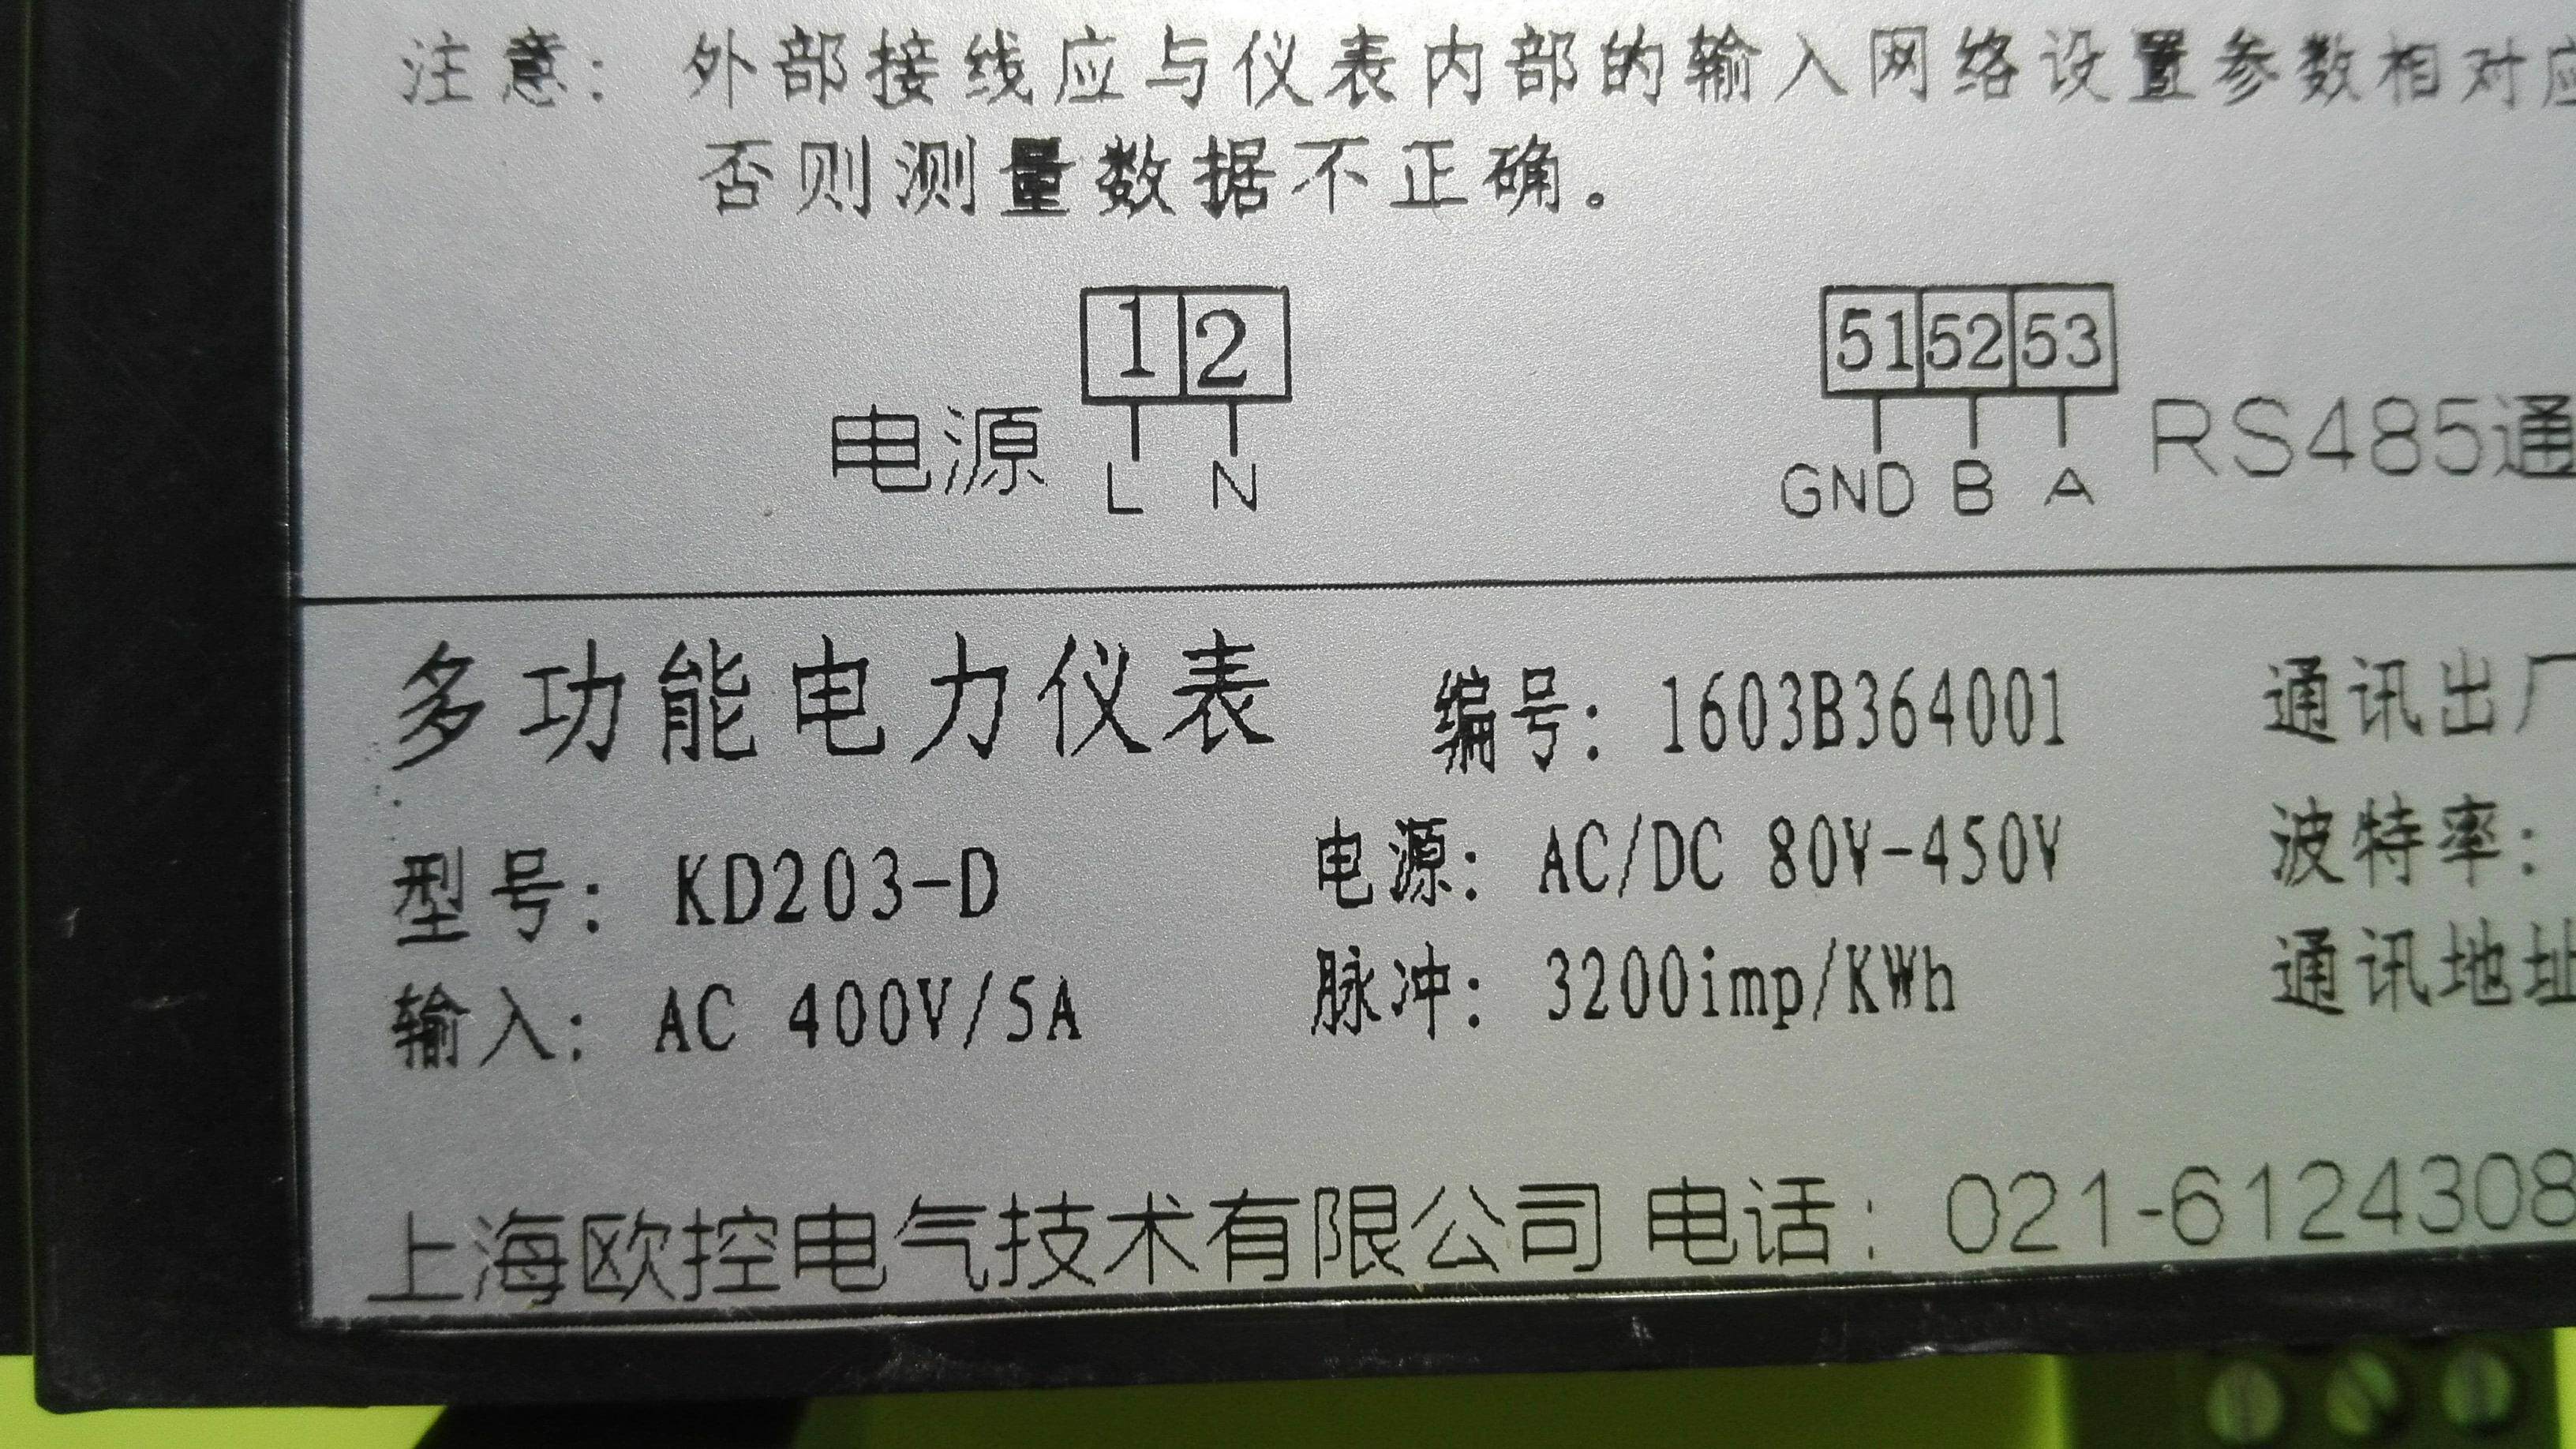 注意: 外部接线应与仪表内部的输入网络设置参数相对应
否则测量数据不正确。
1 2
51 52 53
电源
L N
GND B A
RS485通
多功能电力仪表
编号: 1603B364001
通讯出厂
型号: KD203-D
电源: AC/DC 80V-450V
波特率:
输入: AC 400V/5A
脉冲: 3200imp/KWh
通讯地址
上海欧控电气技术有限公司 电话: 021-6124308